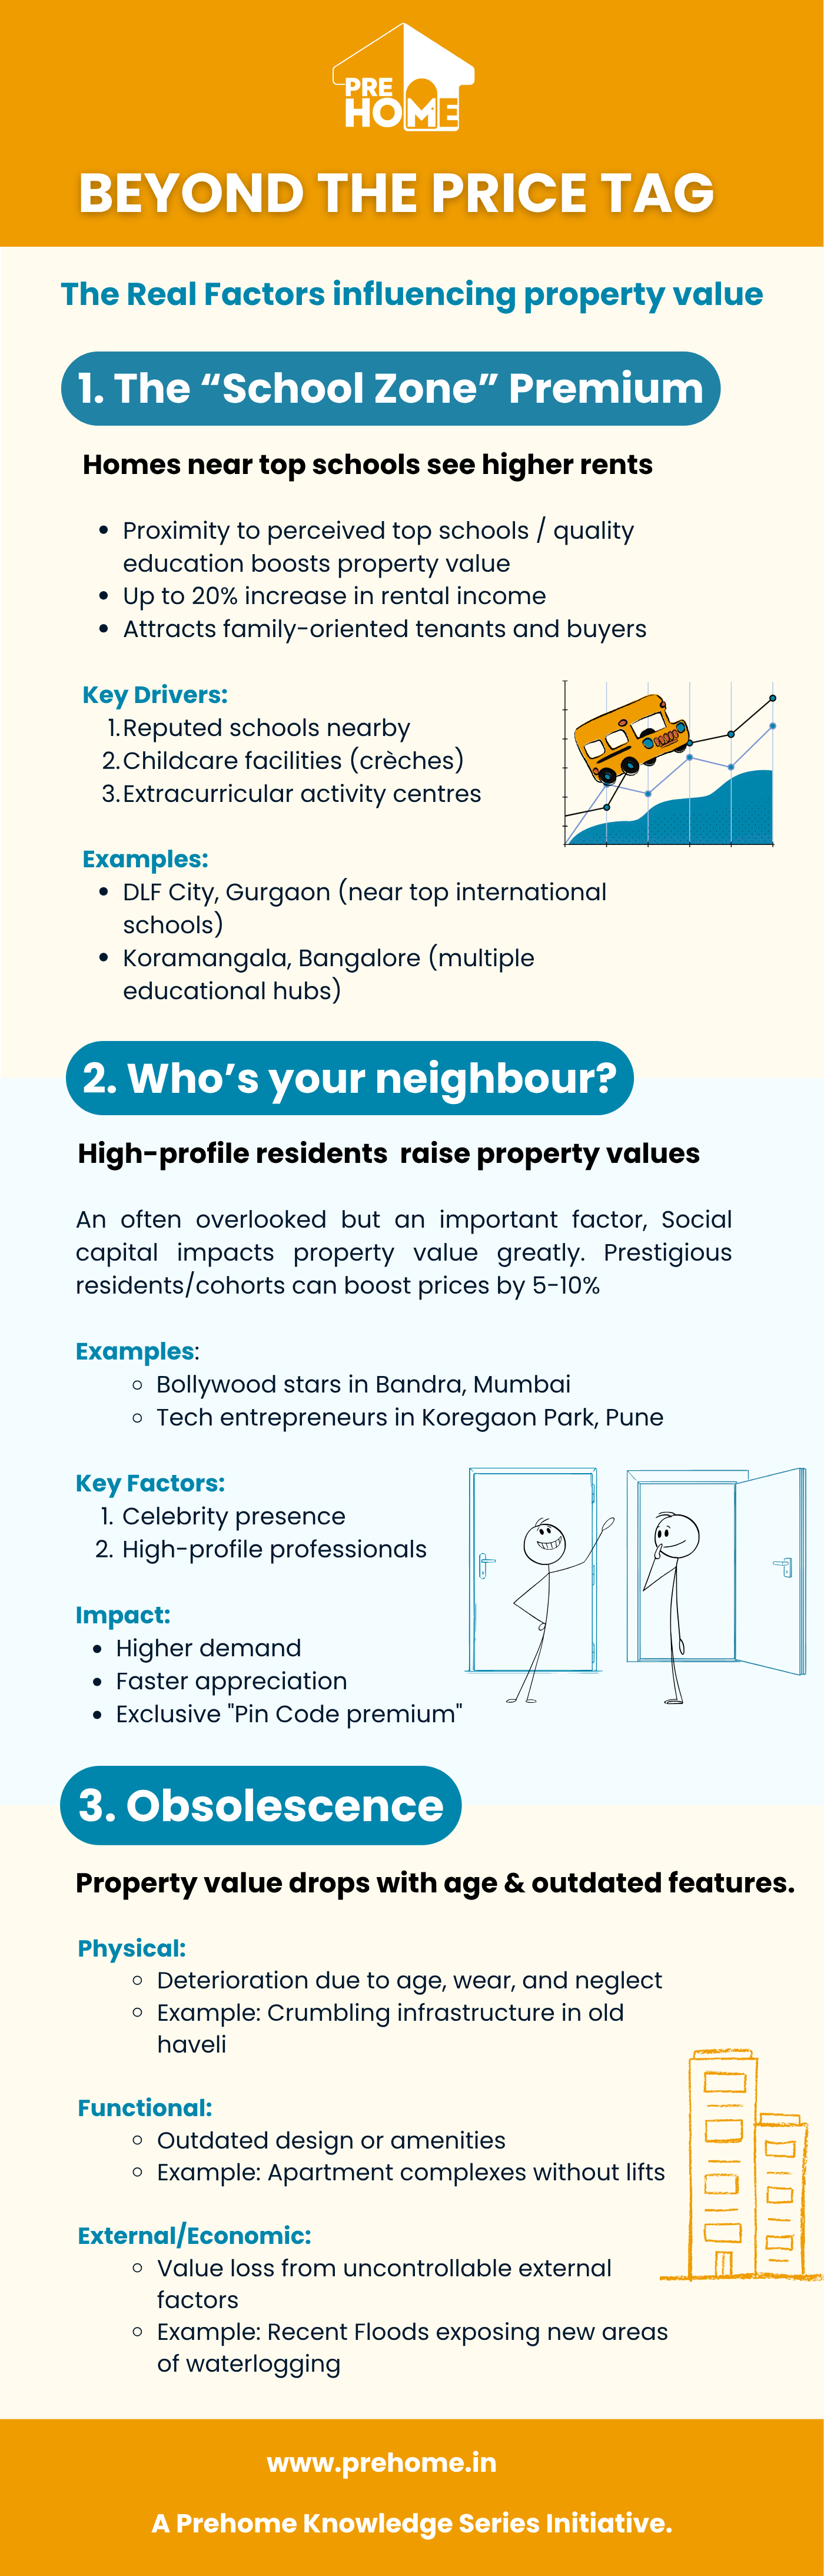 PRE
HOME
BEYOND THE PRICE TAG
The Real Factors influencing property value
1. The “School Zone” Premium
Homes near top schools see higher rents
• Proximity to perceived top schools / quality
education boosts property value
• Up to 20% increase in rental income
• Attracts family-oriented tenants and buyers
Key Drivers:
1. Reputed schools nearby
2. Childcare facilities (crèches)
3. Extracurricular activity centres
Examples:
• DLF City, Gurgaon (near top international
schools)
• Koramangala, Bangalore (multiple
educational hubs)
2. Who’s your neighbour?
High-profile residents raise property values
An often overlooked but an important factor, Social
capital impacts property value greatly. Prestigious
residents/cohorts can boost prices by 5-10%
Examples:
◦ Bollywood stars in Bandra, Mumbai
◦ Tech entrepreneurs in Koregaon Park, Pune
Key Factors:
1. Celebrity presence
2. High-profile professionals
Impact:
• Higher demand
• Faster appreciation
• Exclusive "Pin Code premium"
3. Obsolescence
Property value drops with age & outdated features.
Physical:
◦ Deterioration due to age, wear, and neglect
◦ Example: Crumbling infrastructure in old
haveli
Functional:
◦ Outdated design or amenities
◦ Example: Apartment complexes without lifts
External/Economic:
◦ Value loss from uncontrollable external
factors
◦ Example: Recent Floods exposing new areas
of waterlogging
www.prehome.in
A Prehome Knowledge Series Initiative.